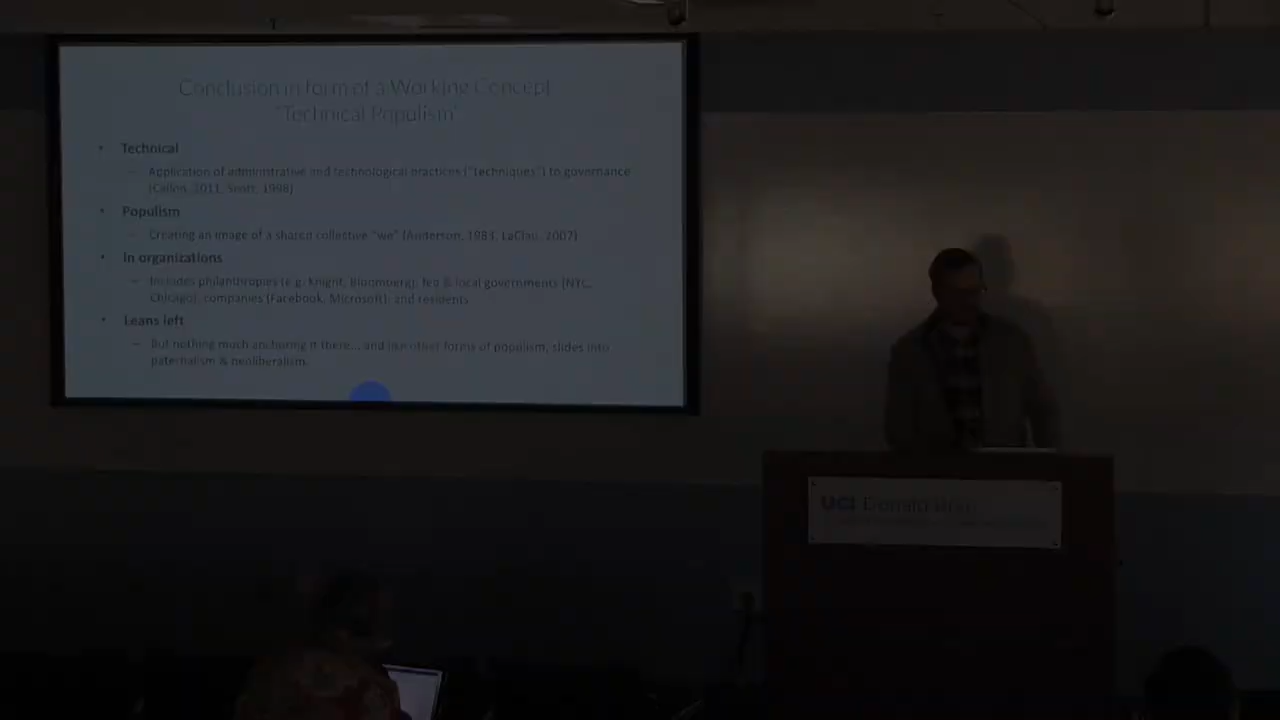 Conclusion in form of a Working Concept
"Technical Populism"
• Technical
– Application of administrative and technological practices ("techniques") to governance
(Callon, 2011, Scott, 1998)
• Populism
– Creating an image of a shared collective "we" (Anderson, 1983, LaClau, 2007)
• In organizations
– Includes philanthropies (e.g. Knight, Bloomberg), fed & local governments (NYC,
Chicago), companies (Facebook, Microsoft), and residents
• Leans left
– But nothing much anchoring it there... and like other forms of populism, slides into
paternalism & neoliberalism.
UCI Donald Bren